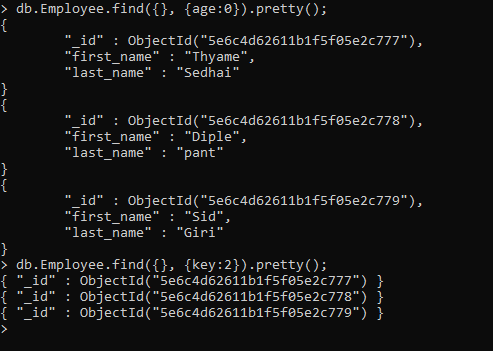 > db.Employee.find({}, {age:0}).pretty();
{
        "_id" : ObjectId("5e6c4d62611b1f5f05e2c777"),
        "first_name" : "Thyame",
        "last_name" : "Sedhai"
}
{
        "_id" : ObjectId("5e6c4d62611b1f5f05e2c778"),
        "first_name" : "Diple",
        "last_name" : "pant"
}
{
        "_id" : ObjectId("5e6c4d62611b1f5f05e2c779"),
        "first_name" : "Sid",
        "last_name" : "Giri"
}
> db.Employee.find({}, {key:2}).pretty();
{ "_id" : ObjectId("5e6c4d62611b1f5f05e2c777") }
{ "_id" : ObjectId("5e6c4d62611b1f5f05e2c778") }
{ "_id" : ObjectId("5e6c4d62611b1f5f05e2c779") }
>